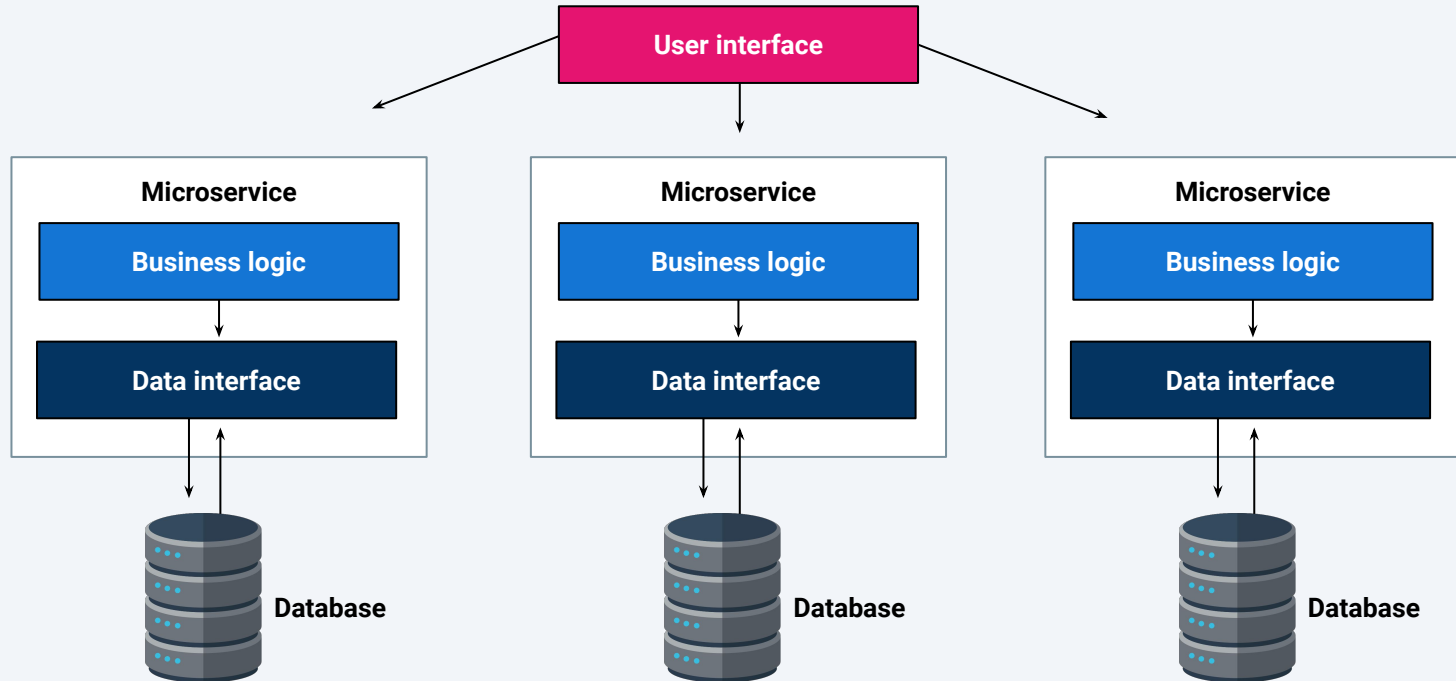 User interface
Microservice
Microservice
Microservice
Business logic
Business logic
Business logic
Data interface
Data interface
Data interface
Database
Database
Database